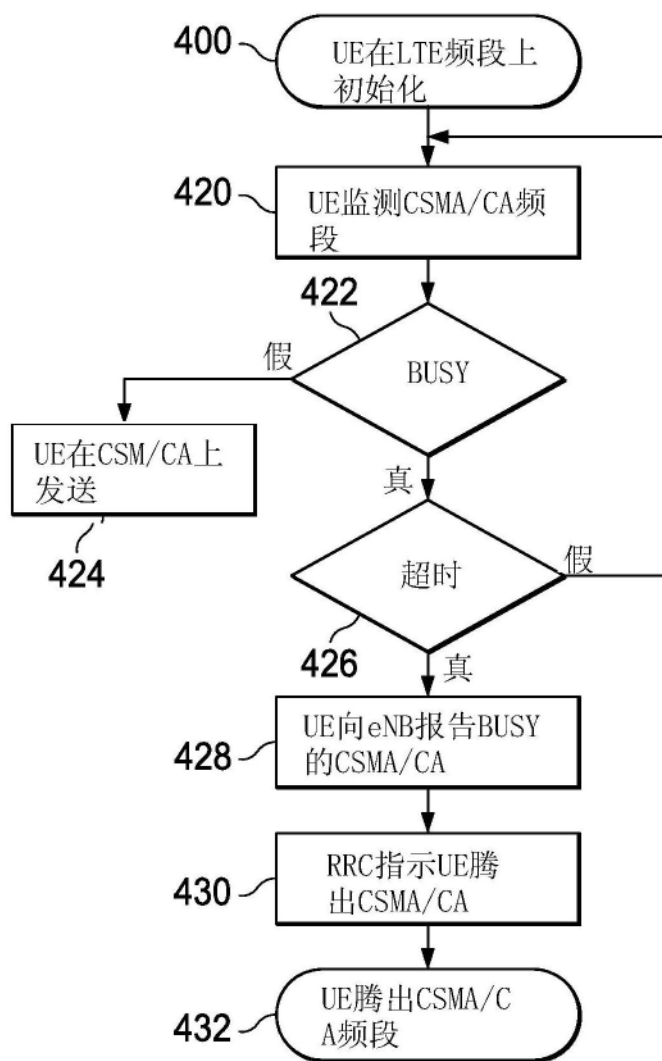 400
UE在LTE频段上
初始化
420
UE监测CSMA/CA频
段
422
假
BUSY
UE在CSM/CA上
发送
424
真
超时
假
426
真
428
UE向eNB报告BUSY
的CSMA/CA
430
RRC指示UE腾
出CSMA/CA
432
UE腾出CSMA/C
A频段